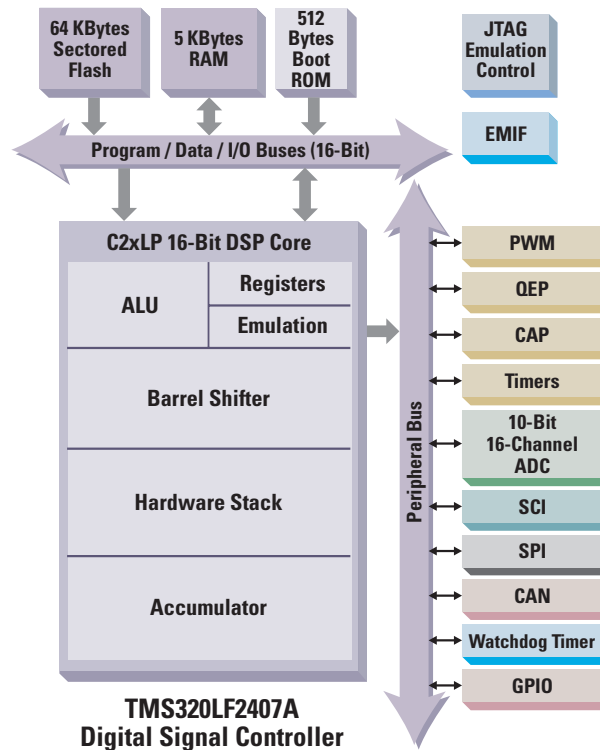 64 KBytes
Sectored
Flash
5 KBytes
RAM
512
Bytes
Boot
ROM
JTAG
Emulation
Control
EMIF
Program / Data / I/O Buses (16-Bit)
C2xLP 16-Bit DSP Core
ALU
Registers
Emulation
Barrel Shifter
Hardware Stack
Accumulator
Peripheral Bus
PWM
QEP
CAP
Timers
10-Bit
16-Channel
ADC
SCI
SPI
CAN
Watchdog Timer
GPIO
TMS320LF2407A
Digital Signal Controller